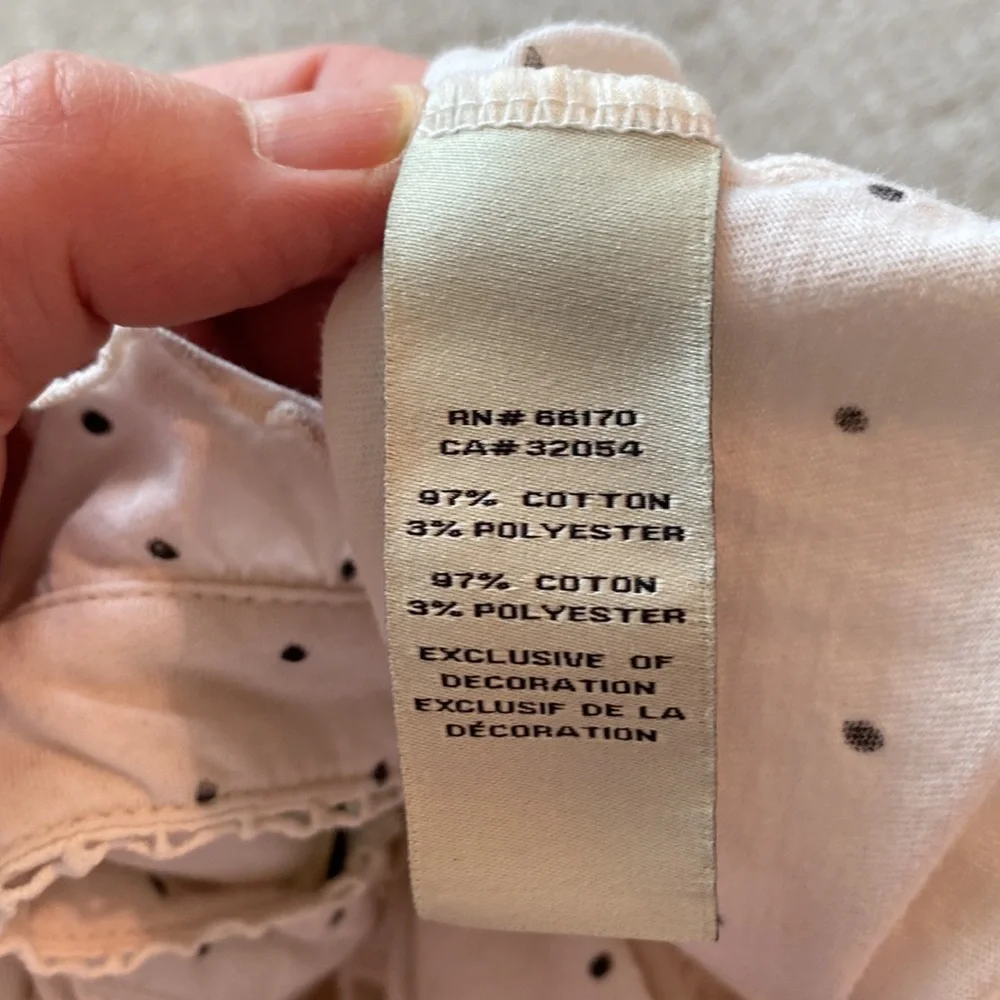 RN# 66170
CA# 32054
97% COTTON
3% POLYESTER
97% COTON
3% POLYESTER
EXCLUSIVE OF
DECORATION
EXCLUSIF DE LA
DÉCORATION